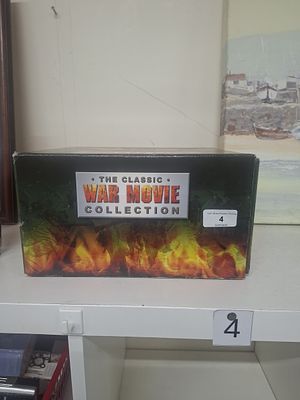 · THE CLASSIC ·
WAR MOVIE
COLLECTION
4
4